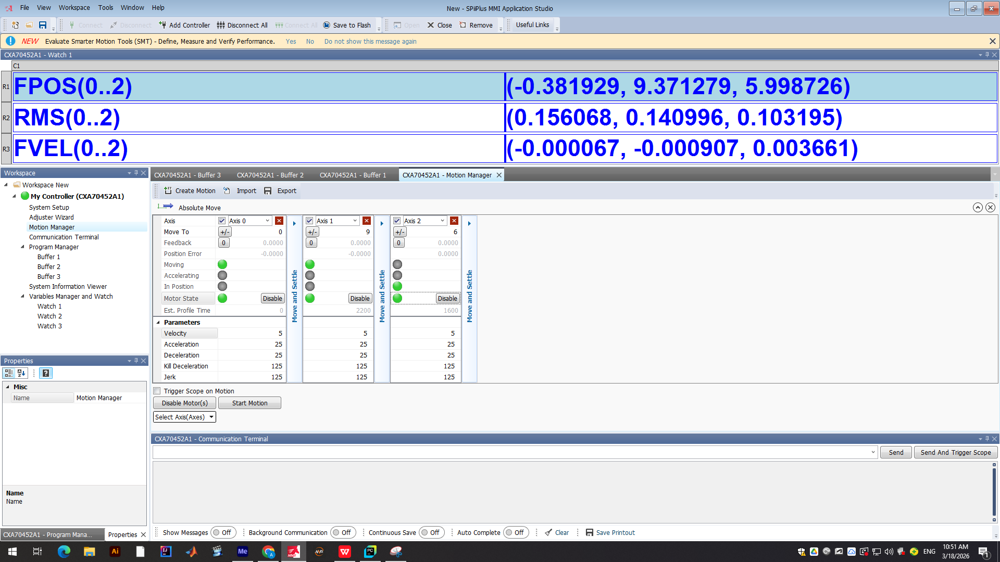 File View Workspace Tools Window Help
New - SPiiPlus MMI Application Studio
Connect Disconnect Add Controller Disconnect All Connect All Save to Flash Open Close Remove Useful Links
NEW Evaluate Smarter Motion Tools (SMT) - Define, Measure and Verify Performance. Yes No Do not show this message again
CXA70452A1 - Watch 1
C1
R1 FPOS(0..2) (-0.381929, 9.371279, 5.998726)
R2 RMS(0..2) (0.156068, 0.140996, 0.103195)
R3 FVEL(0..2) (-0.000067, -0.000907, 0.003661)
Workspace
Workspace New
My Controller (CXA70452A1)
System Setup
Adjuster Wizard
Motion Manager
Communication Terminal
Program Manager
Buffer 1
Buffer 2
Buffer 3
System Information Viewer
Variables Manager and Watch
Watch 1
Watch 2
Watch 3
Properties
Misc
Name Motion Manager
Name
Name
CXA70452A1 - Program Mana... Properties
CXA70452A1 - Buffer 3 CXA70452A1 - Buffer 2 CXA70452A1 - Buffer 1 CXA70452A1 - Motion Manager
Create Motion Import Export
Absolute Move
Axis Axis 0 Axis 1 Axis 2
Move To +/- 0 +/- 9 +/- 6
Feedback 0 0.0000 0 0.0000 0 0.0000
Position Error -0.0000 -0.0000 0.0000
Moving
Accelerating
In Position
Motor State Disable Disable Disable
Est. Profile Time 0 2200 1600
Move and Settle Move and Settle Move and Settle
Parameters
Velocity 5 5 5
Acceleration 25 25 25
Deceleration 25 25 25
Kill Deceleration 125 125 125
Jerk 125 125 125
Trigger Scope on Motion
Disable Motor(s) Start Motion
Select Axis(Axes)
CXA70452A1 - Communication Terminal
Send Send And Trigger Scope
Show Messages Off Background Communication Off Continuous Save Off Auto Complete Off Clear Save Printout
ENG 10:51 AM
3/18/2026